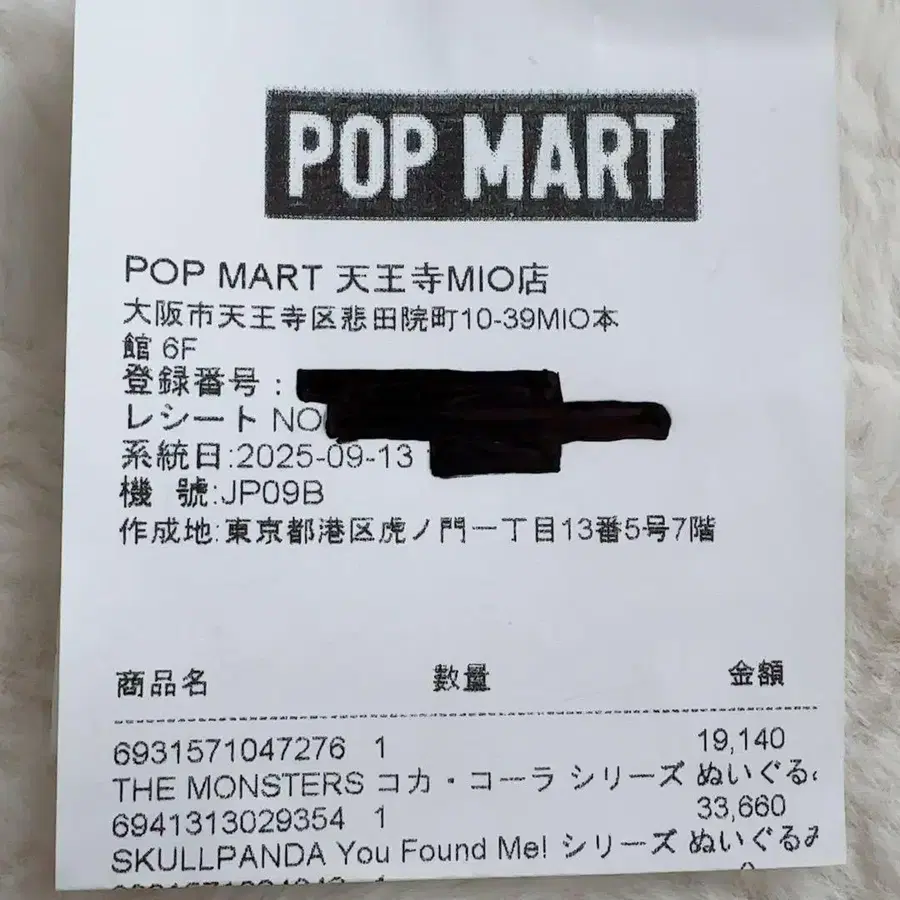 POP MART
POP MART 天王寺MIO店
大阪市天王寺区悲田院町10-39MIO本
館 6F
登録番号:
レシート NO
系統日:2025-09-13
機 號:JP09B
作成地:東京都港区虎ノ門一丁目13番5号7階
商品名 數量 金額
6931571047276 1 19,140
THE MONSTERS コカ・コーラ シリーズ ぬいぐる
6941313029354 1 33,660
SKULLPANDA You Found Me! シリーズ ぬいぐるみ